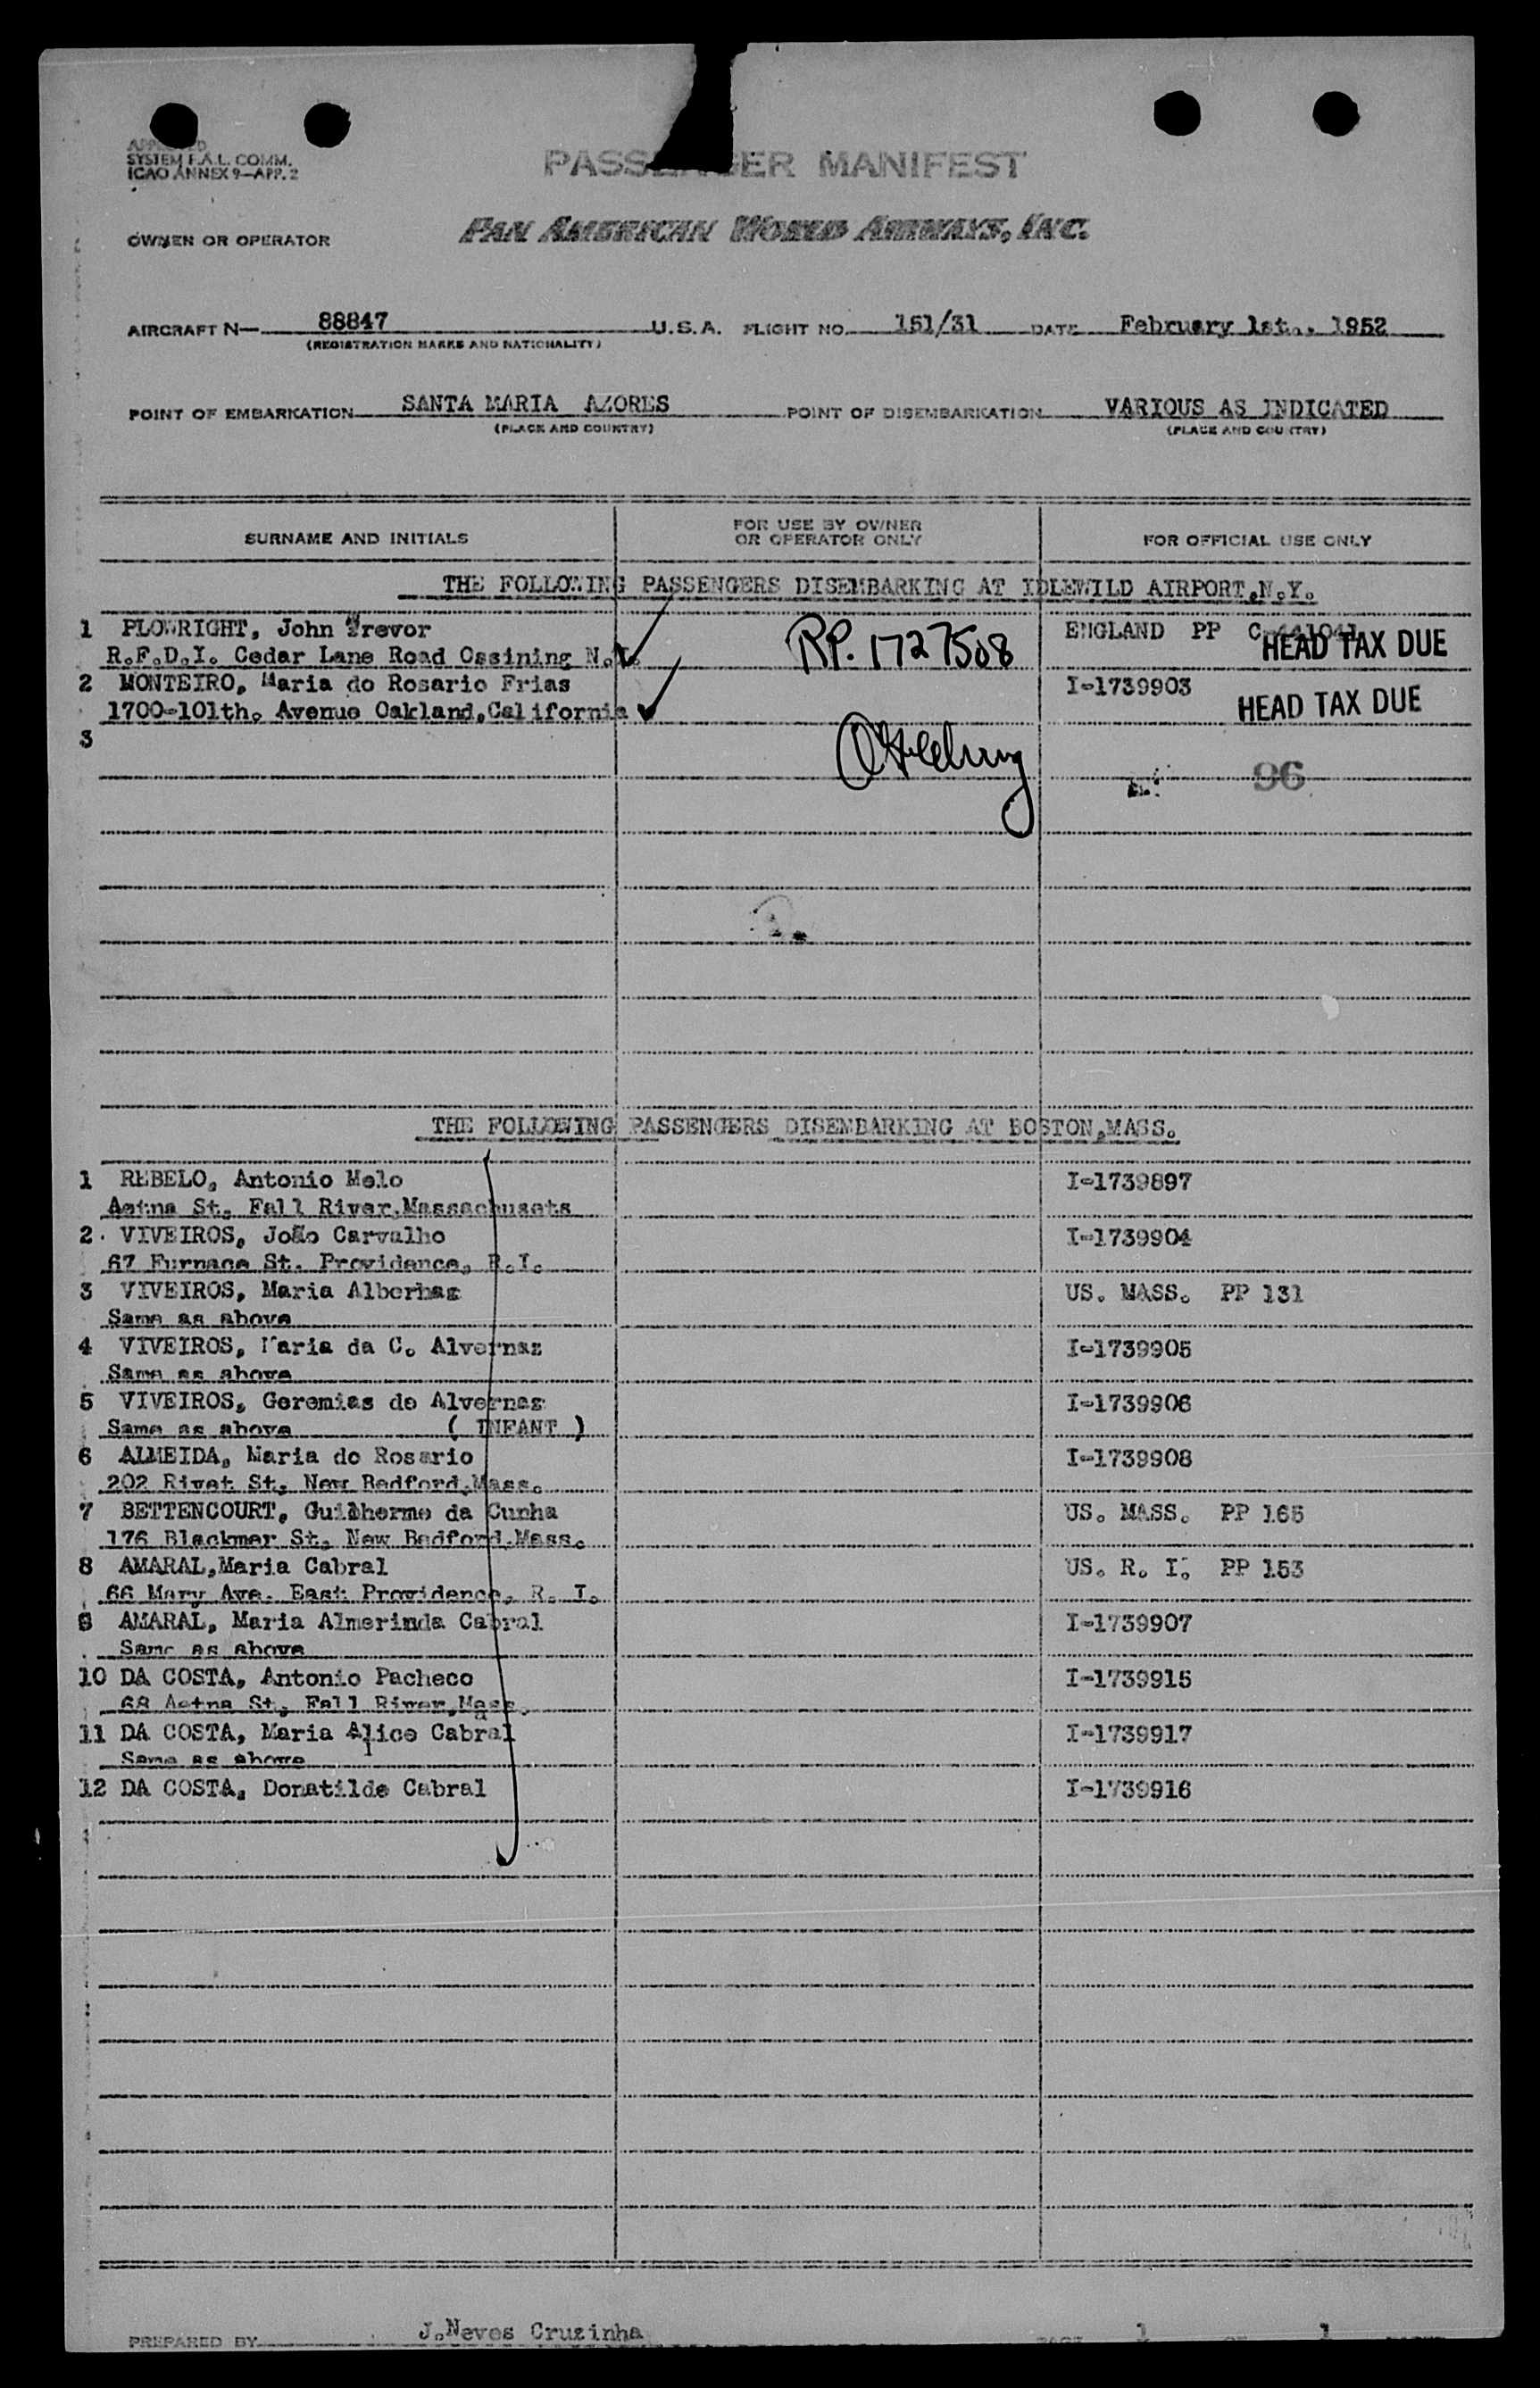 SYSTEM F.A.L. COMM.
ICAO ANNEX 9—APP. 2
PASSENGER MANIFEST
OWNER OR OPERATOR PAN AMERICAN WORLD AIRWAYS, INC.
AIRCRAFT N— 88847 U.S.A. FLIGHT NO. 151/31 DATE February 1st., 1952
(REGISTRATION MARKS AND NATIONALITY)
POINT OF EMBARKATION SANTA MARIA AZORES POINT OF DISEMBARKATION VARIOUS AS INDICATED
(PLACE AND COUNTRY) (PLACE AND COUNTRY)
SURNAME AND INITIALS FOR USE BY OWNER OR OPERATOR ONLY FOR OFFICIAL USE ONLY
THE FOLLOWING PASSENGERS DISEMBARKING AT IDLEWILD AIRPORT,N.Y.
1 PLOWRIGHT, John Trevor RP. 1727508 ENGLAND PP C HEAD TAX DUE
R.F.D.I. Cedar Lane Road Ossining N.Y.
2 MONTEIRO, Maria do Rosario Frias I-1739903 HEAD TAX DUE
1700-101th. Avenue Oakland,California
3
96
THE FOLLOWING PASSENGERS DISEMBARKING AT BOSTON,MASS.
1 REBELO, Antonio Melo I-1739897
Aetna St. Fall River,Massachusets
2 VIVEIROS, João Carvalho I-1739904
67 Furnace St. Providence, R.I.
3 VIVEIROS, Maria US. MASS. PP 131
Same as above
4 VIVEIROS, Maria da C. Alvernaz I-1739905
Same as above
5 VIVEIROS, Geremias de Alvernaz I-1739906
Same as above ( INFANT )
6 ALMEIDA, Maria do Rosario I-1739908
202 Rivet St. New Bedford,Mass.
7 BETTENCOURT, Guilherme da Cunha US. MASS. PP 165
176 Blackmer St. New Bedford,Mass.
8 AMARAL,Maria Cabral US. R. I. PP 153
66 Mary Ave. East Providence, R. I.
9 AMARAL, Maria Almerinda Cabral I-1739907
Same as above
10 DA COSTA, Antonio Pacheco I-1739915
68 Aetna St. Fall River,Mass.
11 DA COSTA, Maria Alice Cabral I-1739917
Same as above
12 DA COSTA, Donatilde Cabral I-1739916
PREPARED BY J.Neves Cruzinha PAGE 1 OF 1